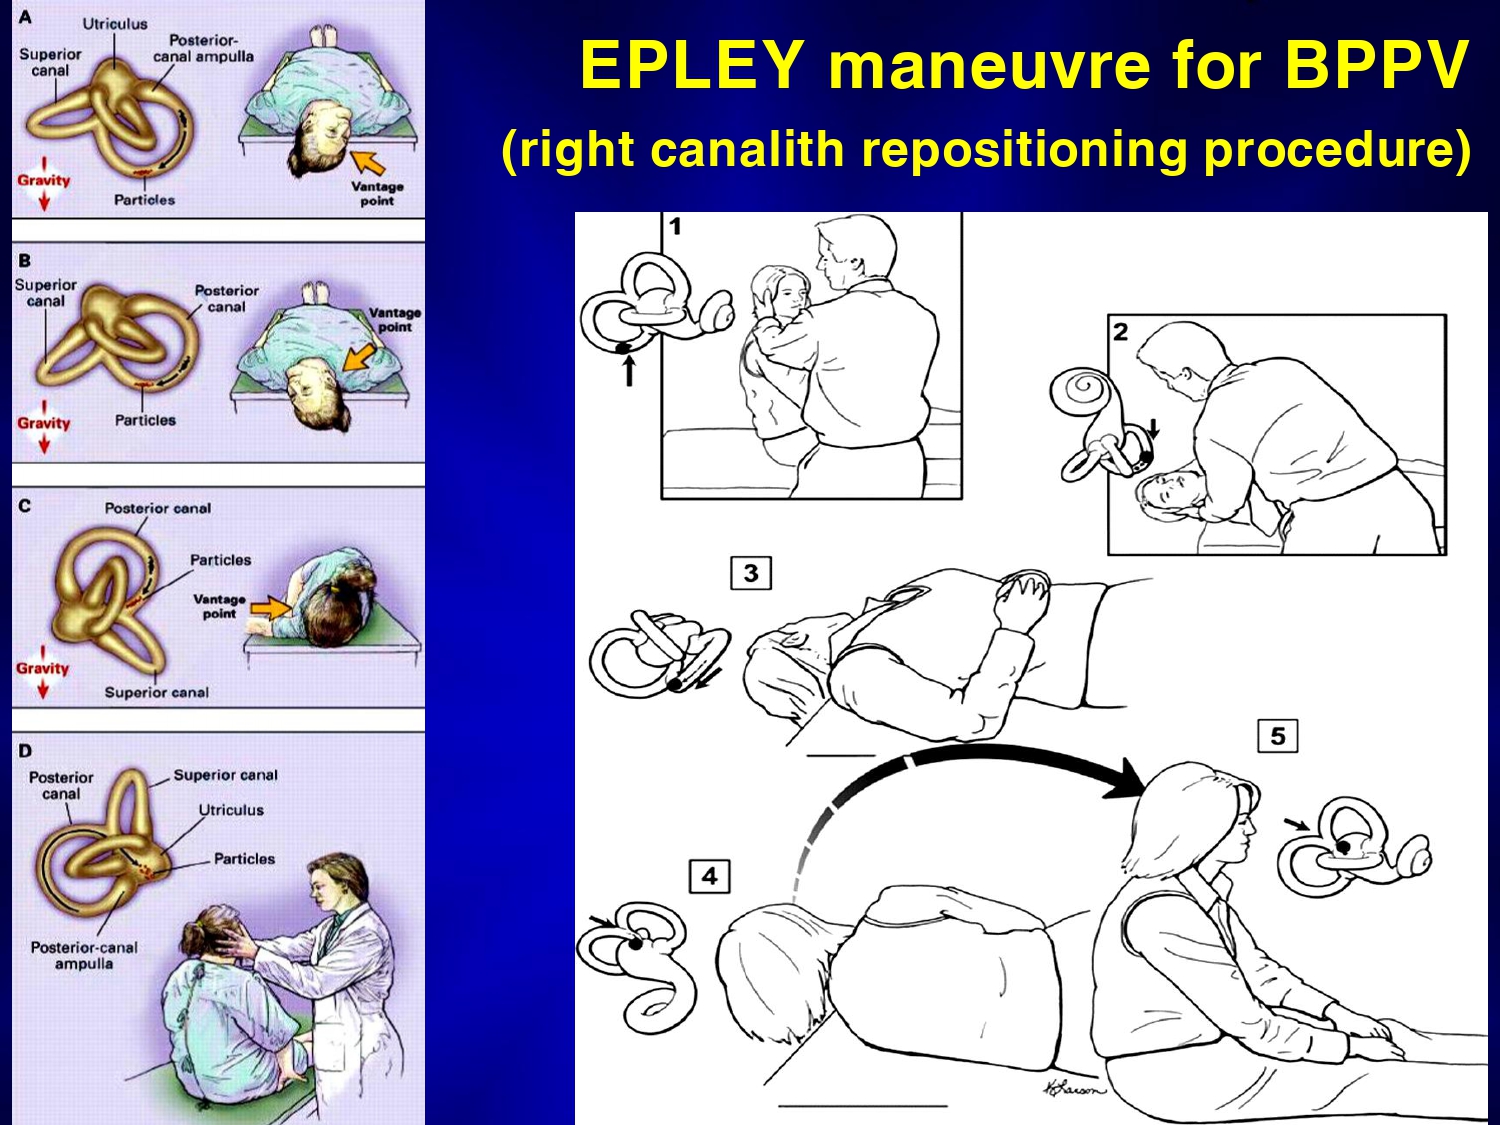 EPLEY maneuvre for BPPV
(right canalith repositioning procedure)
A
Utriculus
Superior
canal
Posterior-
canal ampulla
Gravity
Particles
Vantage
point
B
Superior
canal
Posterior
canal
Vantage
point
Gravity
Particles
C
Posterior canal
Particles
Vantage
point
Gravity
Superior canal
D
Posterior
canal
Superior canal
Utriculus
Particles
Posterior-canal
ampulla
1
2
3
4
5
K Larson